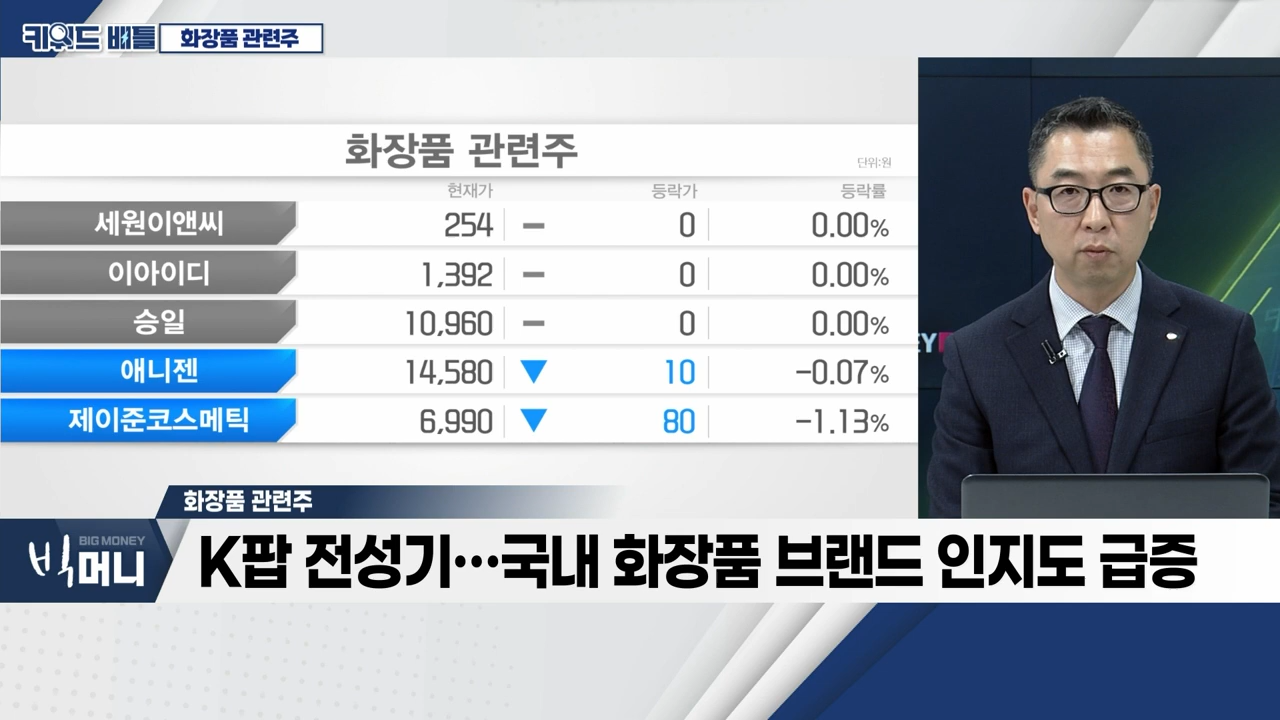 키워드 배틀 화장품 관련주
화장품 관련주
단위:원
현재가 등락가 등락률
세원이앤씨 254 － 0 0.00%
이아이디 1,392 － 0 0.00%
승일 10,960 － 0 0.00%
애니젠 14,580 ▼ 10 -0.07%
제이준코스메틱 6,990 ▼ 80 -1.13%
EY
화장품 관련주
BIG MONEY
빅머니
K팝 전성기…국내 화장품 브랜드 인지도 급증